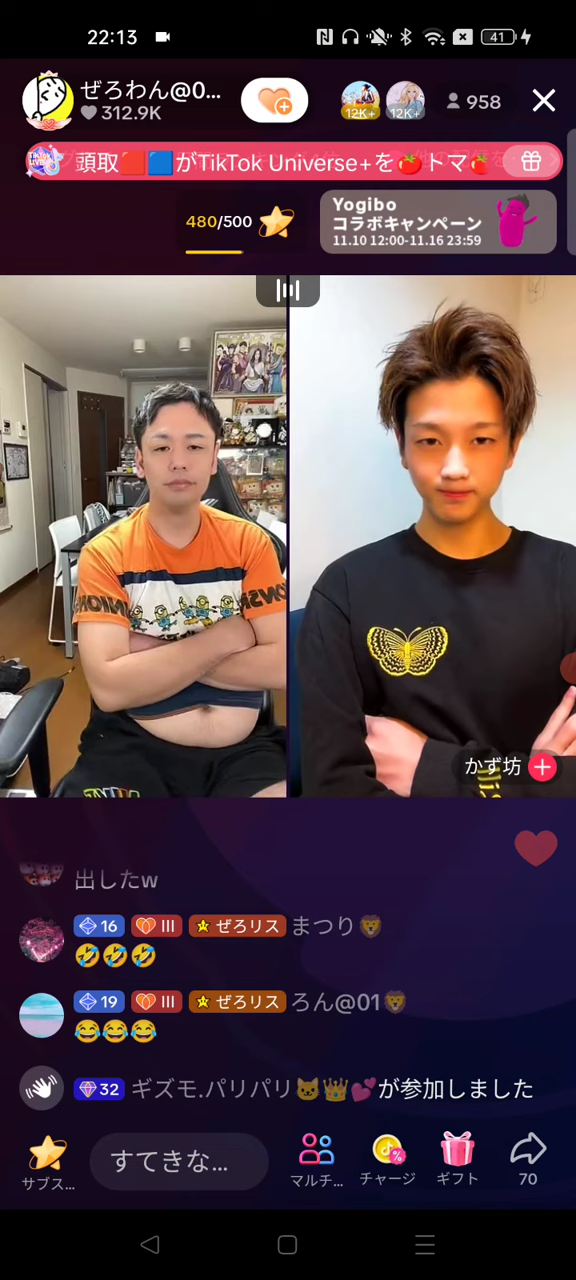 22:13
41
ぜろわん@0...
312.9K
12K+
12K+
958
頭取🟥🟦がTikTok Universe+を🍅トマ🍅
480/500
Yogibo
コラボキャンペーン
11.10 12:00-11.16 23:59
かず坊
出したw
16 III ぜろリス まつり🦁
🤣🤣🤣
19 III ぜろリス ろん@01🦁
😂😂😂
32 ギズモ.パリパリ🐱👑💕が参加しました
サブス...
すてきな...
マルチ...
チャージ
ギフト
70